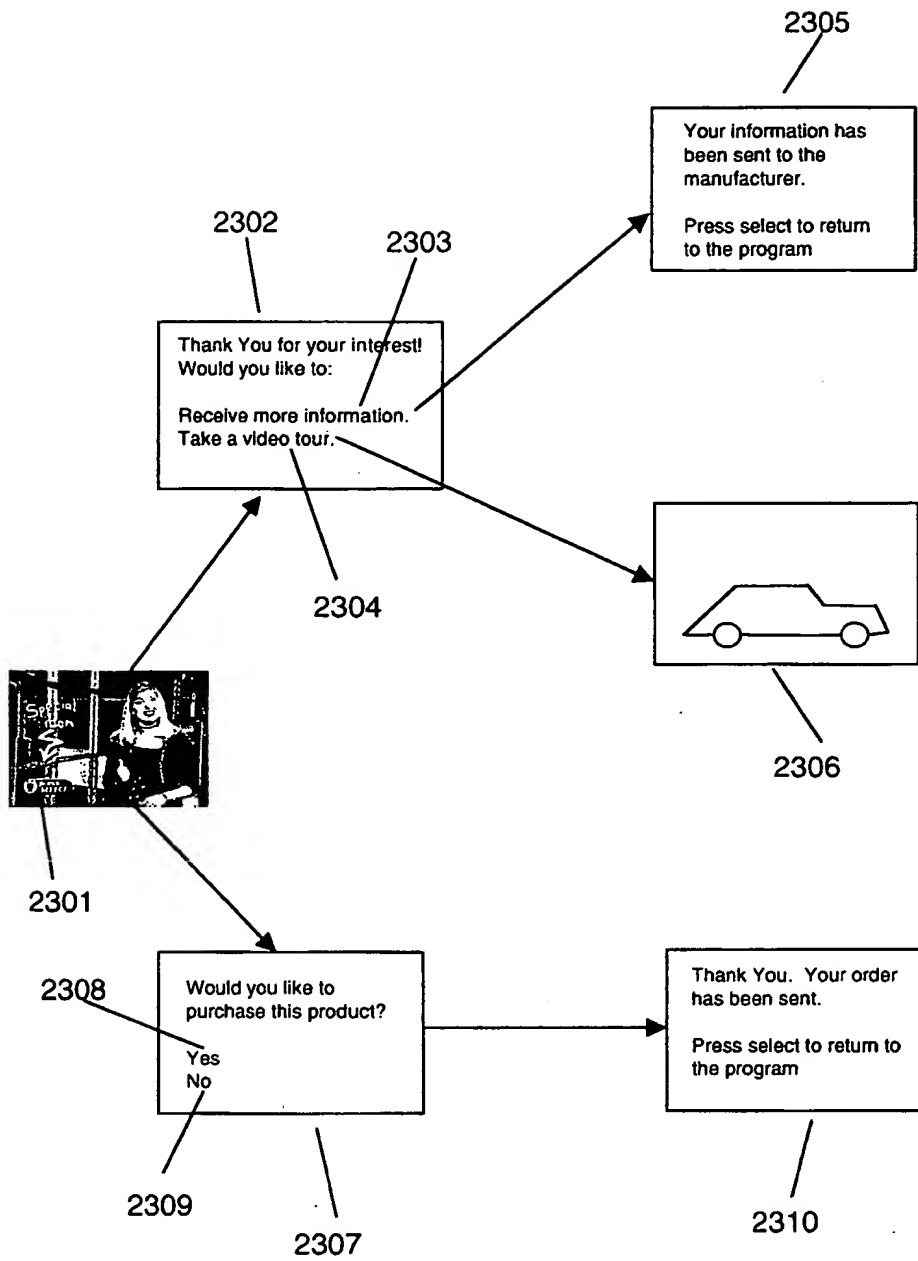 2305
Your information has
been sent to the
manufacturer.
Press select to return
to the program
2302
2303
Thank You for your interest!
Would you like to:
Receive more information.
Take a video tour.
2304
2306
2301
2308
Would you like to
purchase this product?
Yes
No
2309
2307
Thank You. Your order
has been sent.
Press select to return to
the program
2310